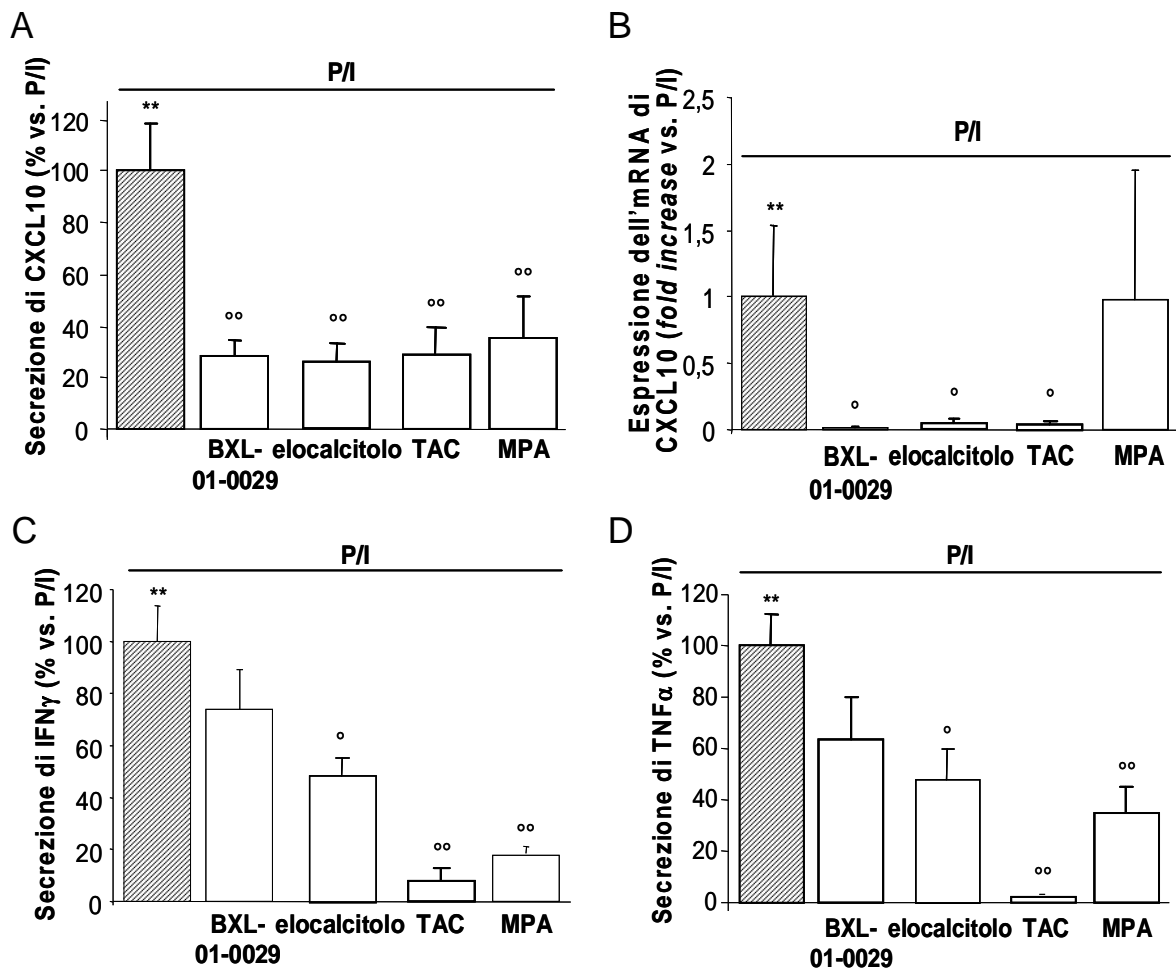 A
P/I
Secrezione di CXCL10 (% vs. P/I)
120
100
80
60
40
20
0
**
°°
°°
°°
°°
BXL- elocalcitolo TAC MPA
01-0029
B
P/I
Espressione dell'mRNA di
CXCL10 (fold increase vs. P/I)
2,5
2
1,5
1
0,5
0
**
°
°
°
BXL- elocalcitolo TAC MPA
01-0029
C
P/I
Secrezione di IFNγ (% vs. P/I)
120
100
80
60
40
20
0
**
°
°°
°°
BXL- elocalcitolo TAC MPA
01-0029
D
P/I
Secrezione di TNFα (% vs. P/I)
120
100
80
60
40
20
0
**
°
°°
°°
BXL- elocalcitolo TAC MPA
01-0029